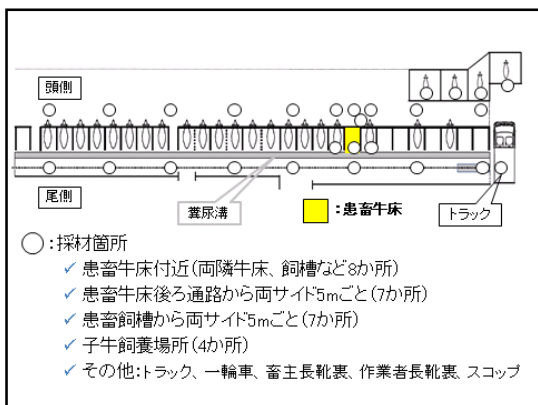 頭側
尾側
糞尿溝
:患畜牛床
トラック
:採材箇所
✓ 患畜牛床付近(両隣牛床、飼槽など8か所)
✓ 患畜牛床後ろ通路から両サイド5mごと(7か所)
✓ 患畜飼槽から両サイド5mごと(7か所)
✓ 子牛飼養場所(4か所)
✓ その他:トラック、一輪車、畜主長靴裏、作業者長靴裏、スコップ